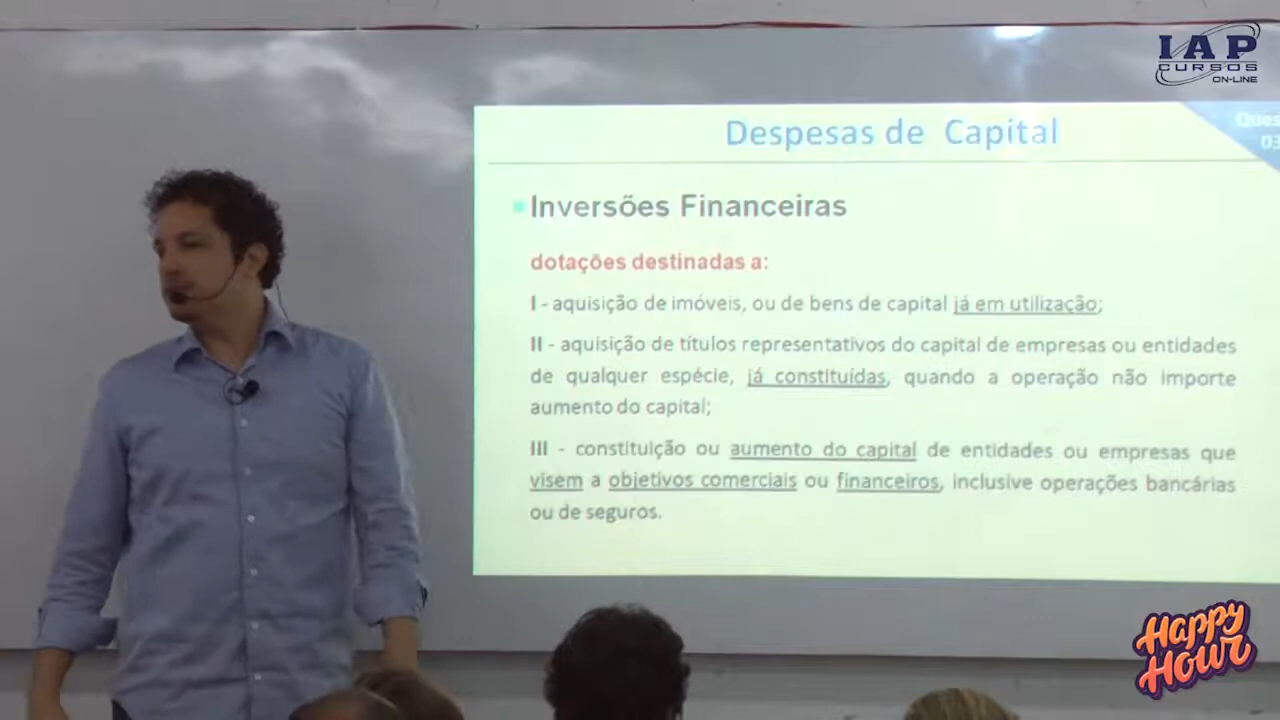 IAP
CURSOS
ON-LINE
Despesas de Capital
Ques
03
Inversões Financeiras
dotações destinadas a:
I - aquisição de imóveis, ou de bens de capital já em utilização;
II - aquisição de títulos representativos do capital de empresas ou entidades
de qualquer espécie, já constituídas, quando a operação não importe
aumento do capital;
III - constituição ou aumento do capital de entidades ou empresas que
visem a objetivos comerciais ou financeiros, inclusive operações bancárias
ou de seguros.
Happy
Hour